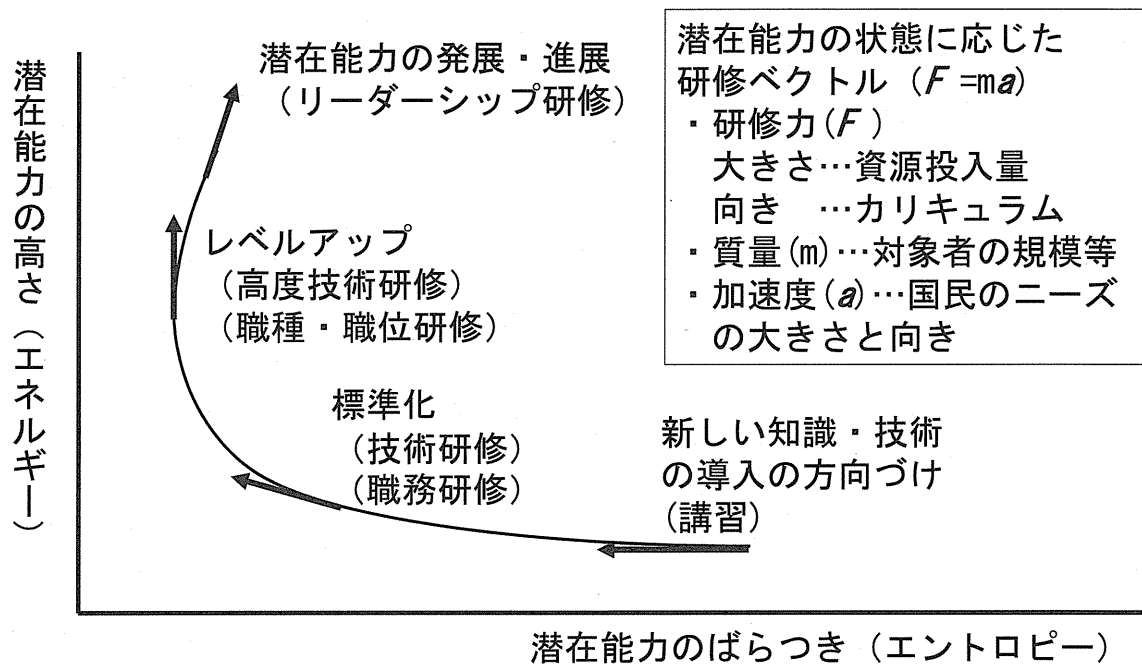 潜在能力の高さ（エネルギー）
潜在能力の発展・進展
（リーダーシップ研修）
レベルアップ
（高度技術研修）
（職種・職位研修）
標準化
（技術研修）
（職務研修）
新しい知識・技術
の導入の方向づけ
（講習）
潜在能力の状態に応じた
研修ベクトル（F=ma）
・研修力(F)
大きさ…資源投入量
向き …カリキュラム
・質量(m)…対象者の規模等
・加速度(a)…国民のニーズ
の大きさと向き
潜在能力のばらつき（エントロピー）